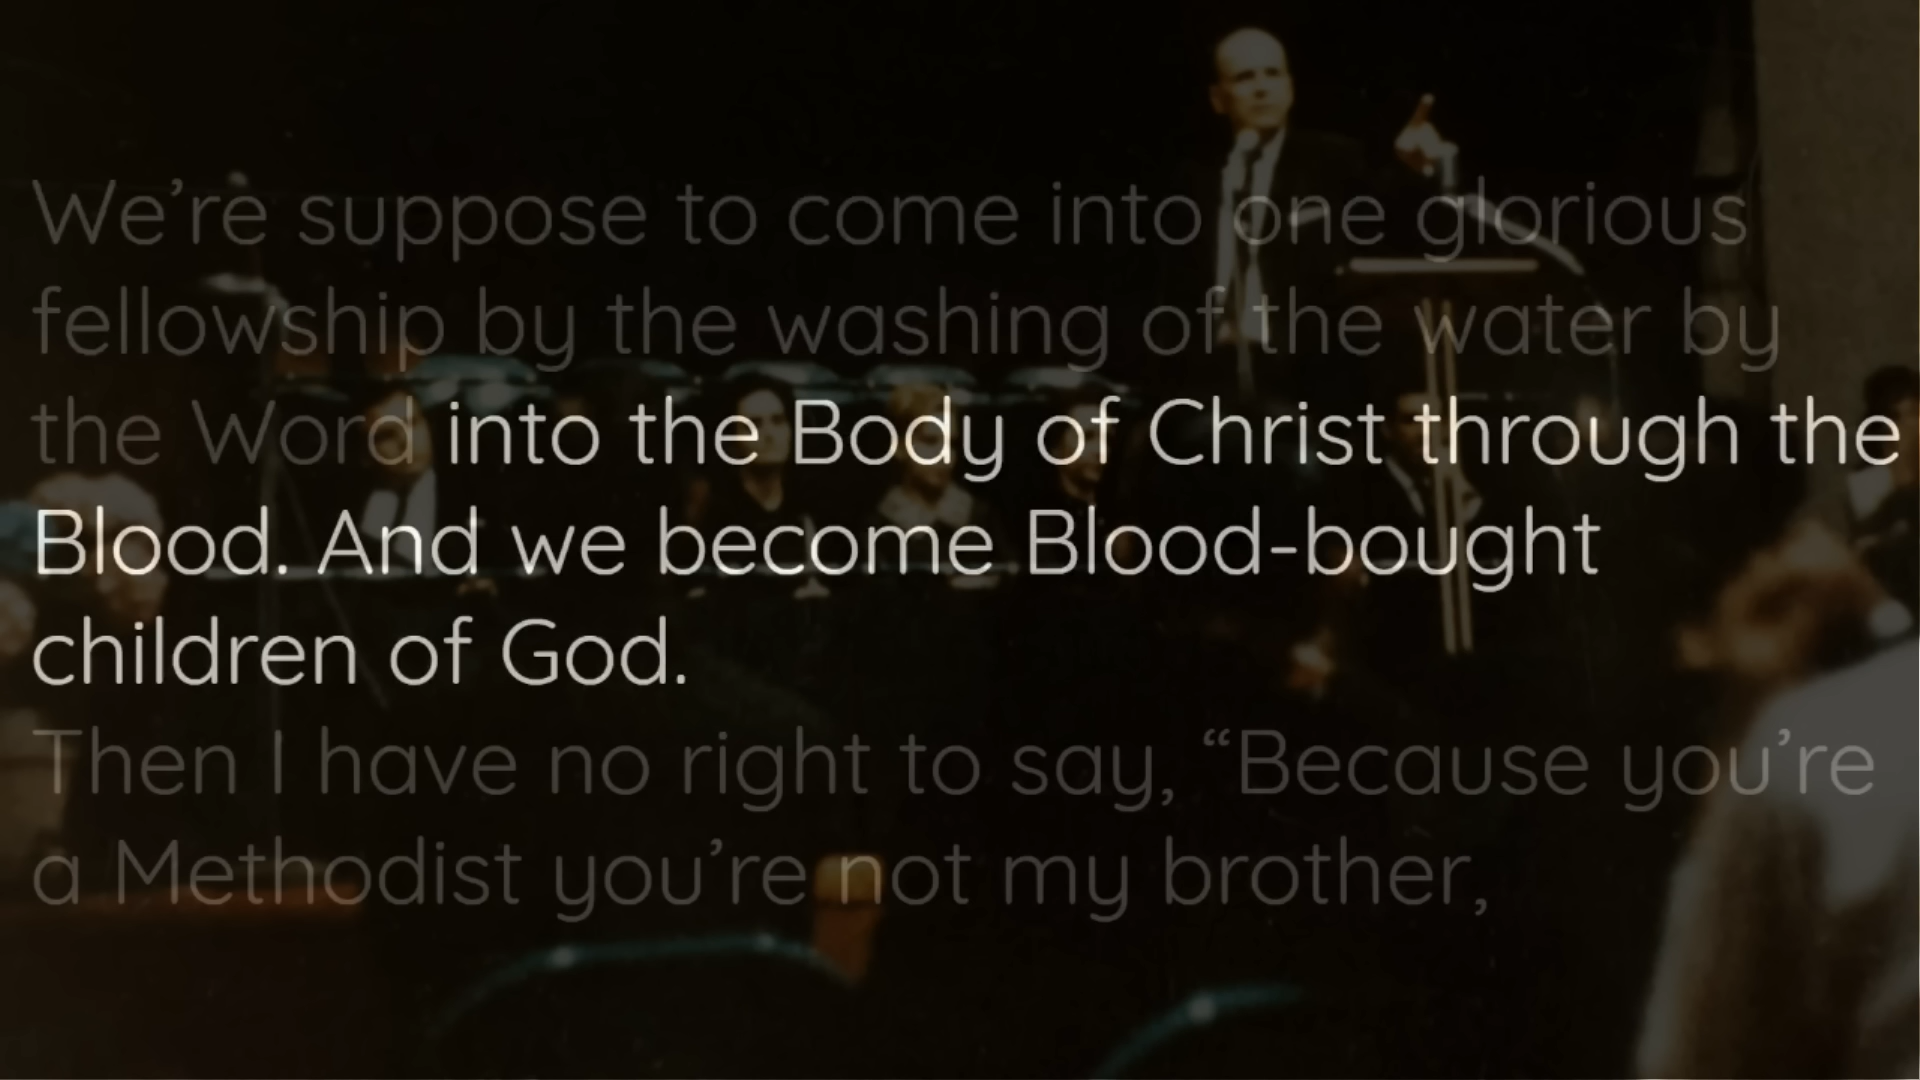 We’re suppose to come into one glorious
fellowship by the washing of the water by
the Word into the Body of Christ through the
Blood. And we become Blood-bought
children of God.
Then I have no right to say, “Because you’re
a Methodist you’re not my brother,